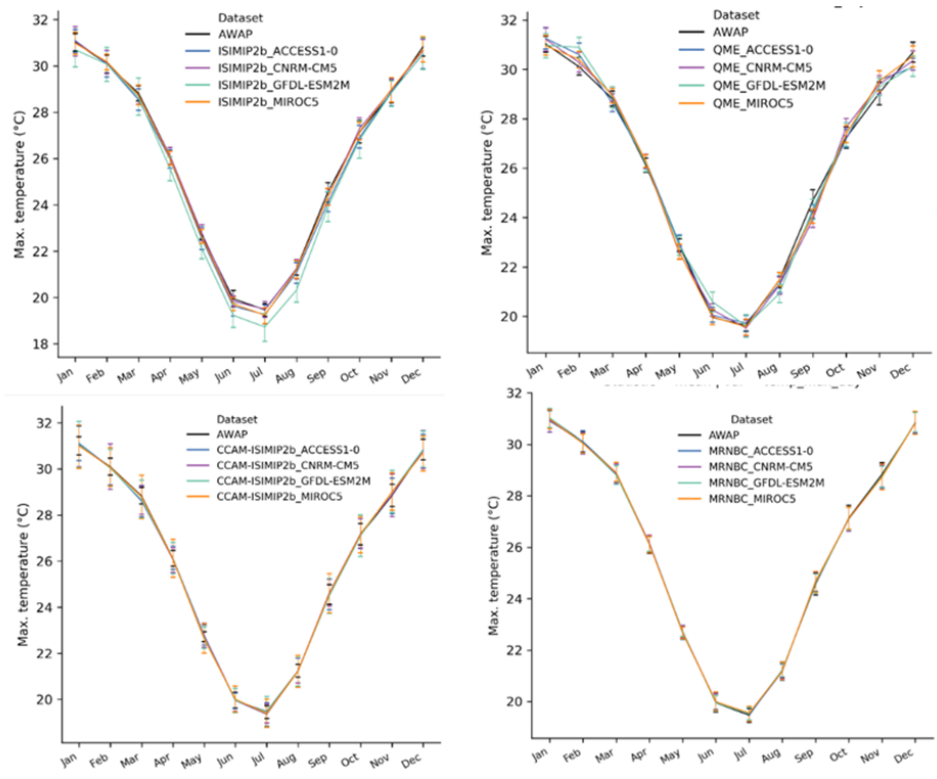 Dataset
AWAP
ISIMIP2b_ACCESS1-0
ISIMIP2b_CNRM-CM5
ISIMIP2b_GFDL-ESM2M
ISIMIP2b_MIROC5
Max. temperature (°C)
32
30
28
26
24
22
20
18
Jan Feb Mar Apr May Jun Jul Aug Sep Oct Nov Dec
Dataset
AWAP
QME_ACCESS1-0
QME_CNRM-CM5
QME_GFDL-ESM2M
QME_MIROC5
Max. temperature (°C)
32
30
28
26
24
22
20
Jan Feb Mar Apr May Jun Jul Aug Sep Oct Nov Dec
Dataset
AWAP
CCAM-ISIMIP2b_ACCESS1-0
CCAM-ISIMIP2b_CNRM-CM5
CCAM-ISIMIP2b_GFDL-ESM2M
CCAM-ISIMIP2b_MIROC5
Max. temperature (°C)
32
30
28
26
24
22
20
Jan Feb Mar Apr May Jun Jul Aug Sep Oct Nov Dec
Dataset
AWAP
MRNBC_ACCESS1-0
MRNBC_CNRM-CM5
MRNBC_GFDL-ESM2M
MRNBC_MIROC5
Max. temperature (°C)
32
30
28
26
24
22
20
Jan Feb Mar Apr May Jun Jul Aug Sep Oct Nov Dec